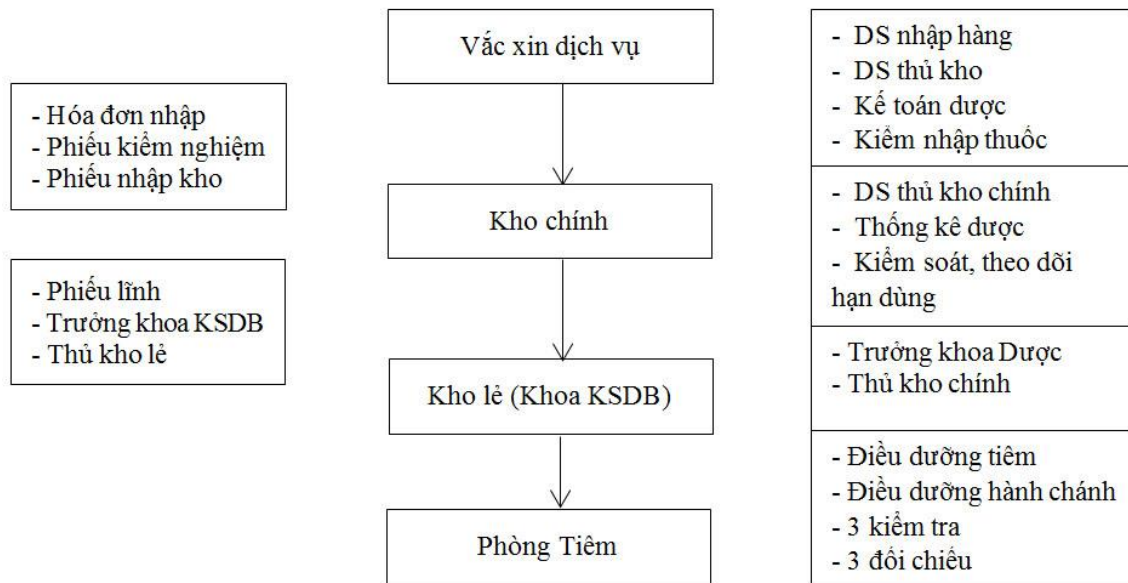 Vắc xin dịch vụ
- Hóa đơn nhập
- Phiếu kiểm nghiệm
- Phiếu nhập kho
- DS nhập hàng
- DS thủ kho
- Kế toán dược
- Kiểm nhập thuốc
Kho chính
- DS thủ kho chính
- Thống kê dược
- Kiểm soát, theo dõi
hạn dùng
- Phiếu lĩnh
- Trưởng khoa KSDB
- Thủ kho lẻ
Kho lẻ (Khoa KSDB)
- Trưởng khoa Dược
- Thủ kho chính
Phòng Tiêm
- Điều dưỡng tiêm
- Điều dưỡng hành chánh
- 3 kiểm tra
- 3 đối chiếu